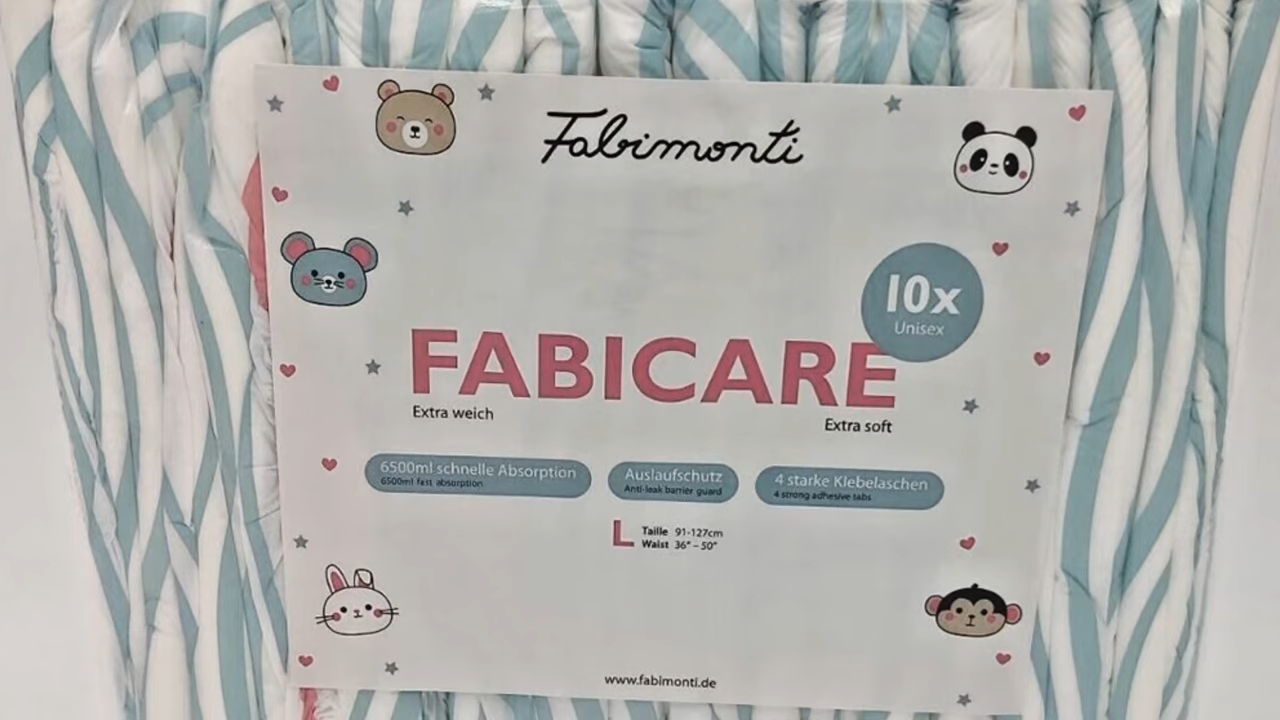 Fabimonti
10x
Unisex
FABICARE
Extra weich
Extra soft
6500ml schnelle Absorption
6500ml fast absorption
Auslaufschutz
Anti-leak barrier guard
4 starke Klebelaschen
4 strong adhesive tabs
L
Taille 91-127cm
Waist 36" – 50"
www.fabimonti.de